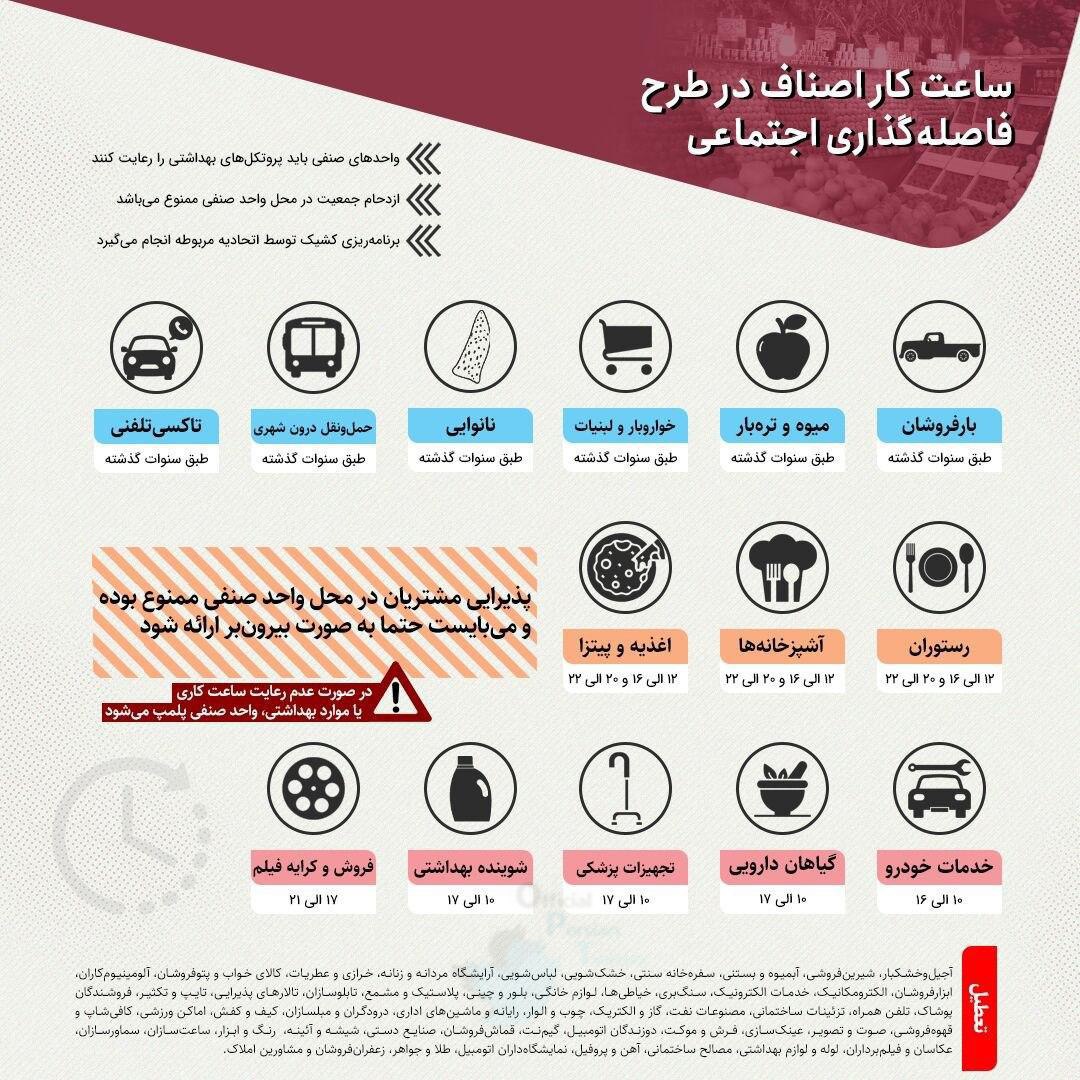 ساعت کار اصناف در طرح
فاصله‌گذاری اجتماعی
واحدهای صنفی باید پروتکل‌های بهداشتی را رعایت کنند
ازدحام جمعیت در محل واحد صنفی ممنوع می‌باشد
برنامه‌ریزی کشیک توسط اتحادیه مربوطه انجام می‌گیرد
بارفروشان
طبق سنوات گذشته
میوه و تره‌بار
طبق سنوات گذشته
خواروبار و لبنیات
طبق سنوات گذشته
نانوایی
طبق سنوات گذشته
حمل‌ونقل درون شهری
طبق سنوات گذشته
تاکسی‌تلفنی
طبق سنوات گذشته
رستوران
۱۲ الی ۱۶ و ۲۰ الی ۲۲
آشپزخانه‌ها
۱۲ الی ۱۶ و ۲۰ الی ۲۲
اغذیه و پیتزا
۱۲ الی ۱۶ و ۲۰ الی ۲۲
پذیرایی مشتریان در محل واحد صنفی ممنوع بوده
و می‌بایست حتما به صورت بیرون‌بر ارائه شود
در صورت عدم رعایت ساعت کاری
یا موارد بهداشتی، واحد صنفی پلمپ می‌شود
خدمات خودرو
۱۰ الی ۱۶
گیاهان دارویی
۱۰ الی ۱۷
تجهیزات پزشکی
۱۰ الی ۱۷
شوینده بهداشتی
۱۰ الی ۱۷
فروش و کرایه فیلم
۱۷ الی ۲۱
Official
Persian
تعطیل
آجیل‌وخشکبار، شیرین‌فروشی، آبمیوه و بستنی، سفره‌خانه سنتی، خشک‌شویی، لباس‌شویی، آرایشگاه مردانه و زنانه، خرازی و عطریات، کالای خواب و پتوفروشان، آلومینیوم‌کاران،
ابزارفروشان، الکترومکانیک، خدمات الکترونیک، سنگ‌بری، خیاطی‌ها، لوازم خانگی، بلور و چینی، پلاستیک و مشمع، تابلوسازان، تالارهای پذیرایی، تایپ و تکثیر، فروشندگان
پوشاک، تلفن همراه، تزئینات ساختمانی، مصنوعات نفت، گاز و الکتریک، چوب و الوار، رایانه و ماشین‌های اداری، درودگران و مبلسازان، کیف و کفش، اماکن ورزشی، کافی‌شاپ و
قهوه‌فروشی، صوت و تصویر، عینک‌سازی، فرش و موکت، دوزندگان اتومبیل، گیم‌نت، قماش‌فروشان، صنایع دستی، شیشه و آئینه، رنگ و ابزار، ساعت‌سازان، سماورسازان،
عکاسان و فیلم‌برداران، لوله و لوازم بهداشتی، مصالح ساختمانی، آهن و پروفیل، نمایشگاه‌داران اتومبیل، طلا و جواهر، زعفران‌فروشان و مشاورین املاک.